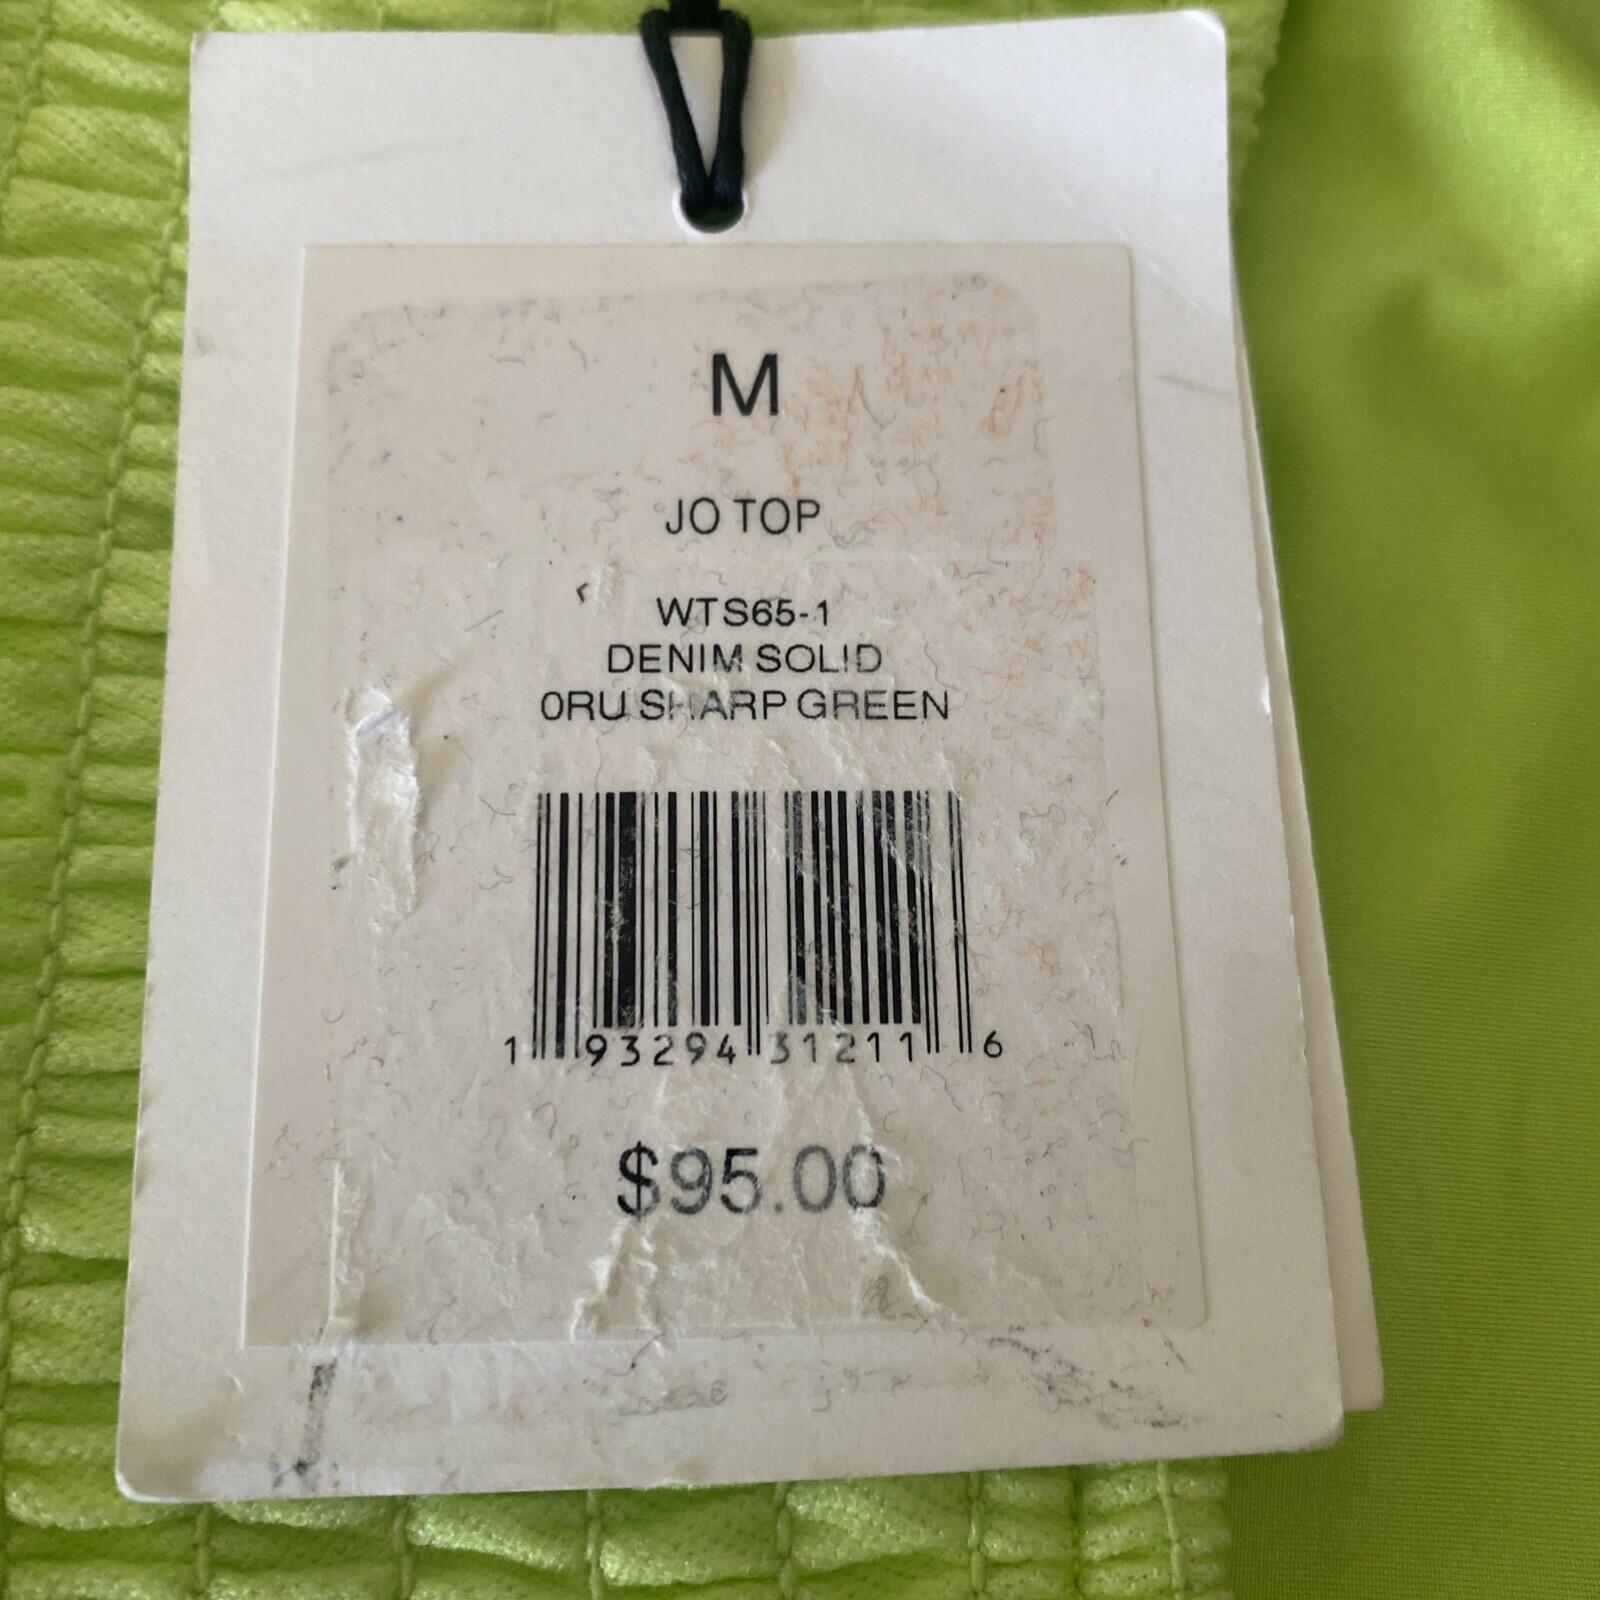 M
JO TOP
WTS65-1
DENIM SOLID
0RU SHARP GREEN
1 93294 31211 6
$95.00